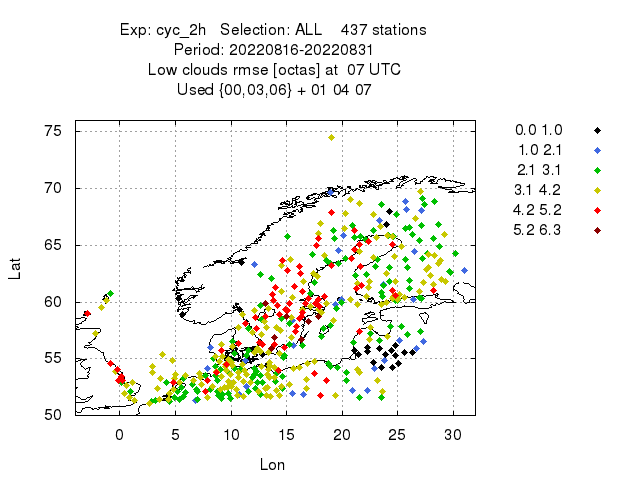 Exp: cyc_2h   Selection: ALL    437 stations
Period: 20220816-20220831
Low clouds rmse [octas] at  07 UTC
Used {00,03,06} + 01 04 07
0.0 1.0
1.0 2.1
2.1 3.1
3.1 4.2
4.2 5.2
5.2 6.3
75
70
65
60
55
50
Lat
0 5 10 15 20 25 30
Lon